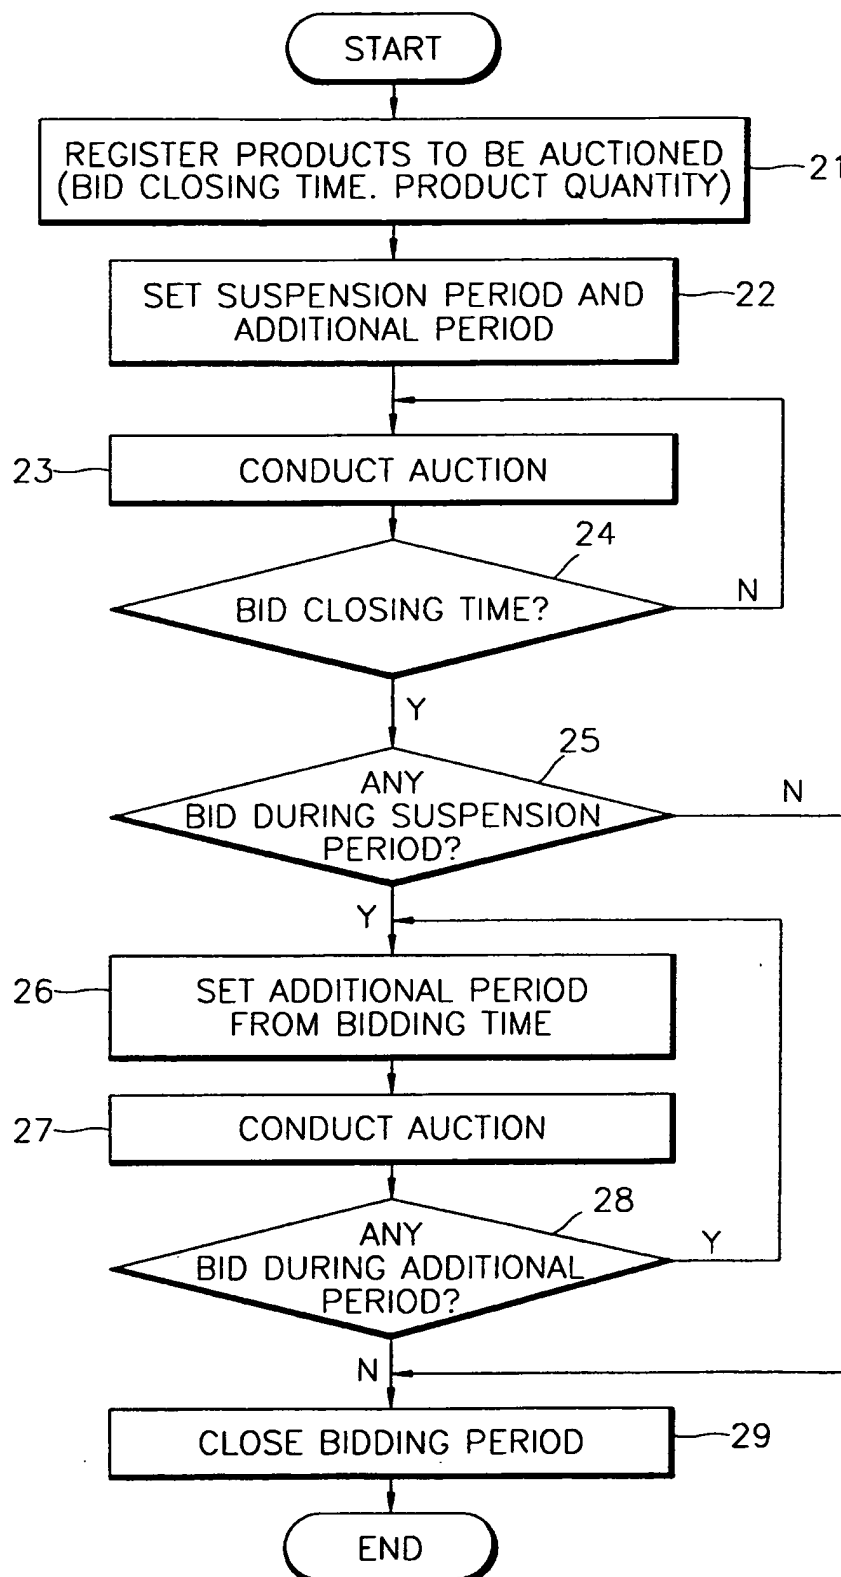 START
REGISTER PRODUCTS TO BE AUCTIONED
(BID CLOSING TIME. PRODUCT QUANTITY)
21
SET SUSPENSION PERIOD AND
ADDITIONAL PERIOD
22
23
CONDUCT AUCTION
24
BID CLOSING TIME?
N
Y
25
ANY
BID DURING SUSPENSION
PERIOD?
N
Y
26
SET ADDITIONAL PERIOD
FROM BIDDING TIME
27
CONDUCT AUCTION
28
ANY
BID DURING ADDITIONAL
PERIOD?
Y
N
CLOSE BIDDING PERIOD
29
END